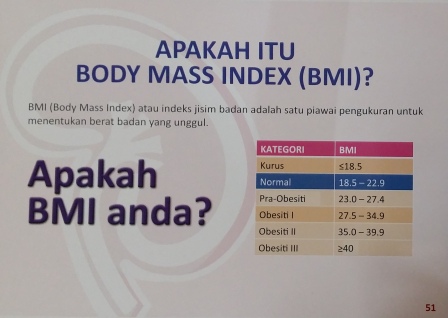 APAKAH ITU
BODY MASS INDEX (BMI)?
BMI (Body Mass Index) atau indeks jisim badan adalah satu piawai pengukuran untuk
menentukan berat badan yang unggul.
Apakah
BMI anda?
KATEGORI BMI
Kurus ≤18.5
Normal 18.5 – 22.9
Pra-Obesiti 23.0 – 27.4
Obesiti I 27.5 – 34.9
Obesiti II 35.0 – 39.9
Obesiti III ≥40
51